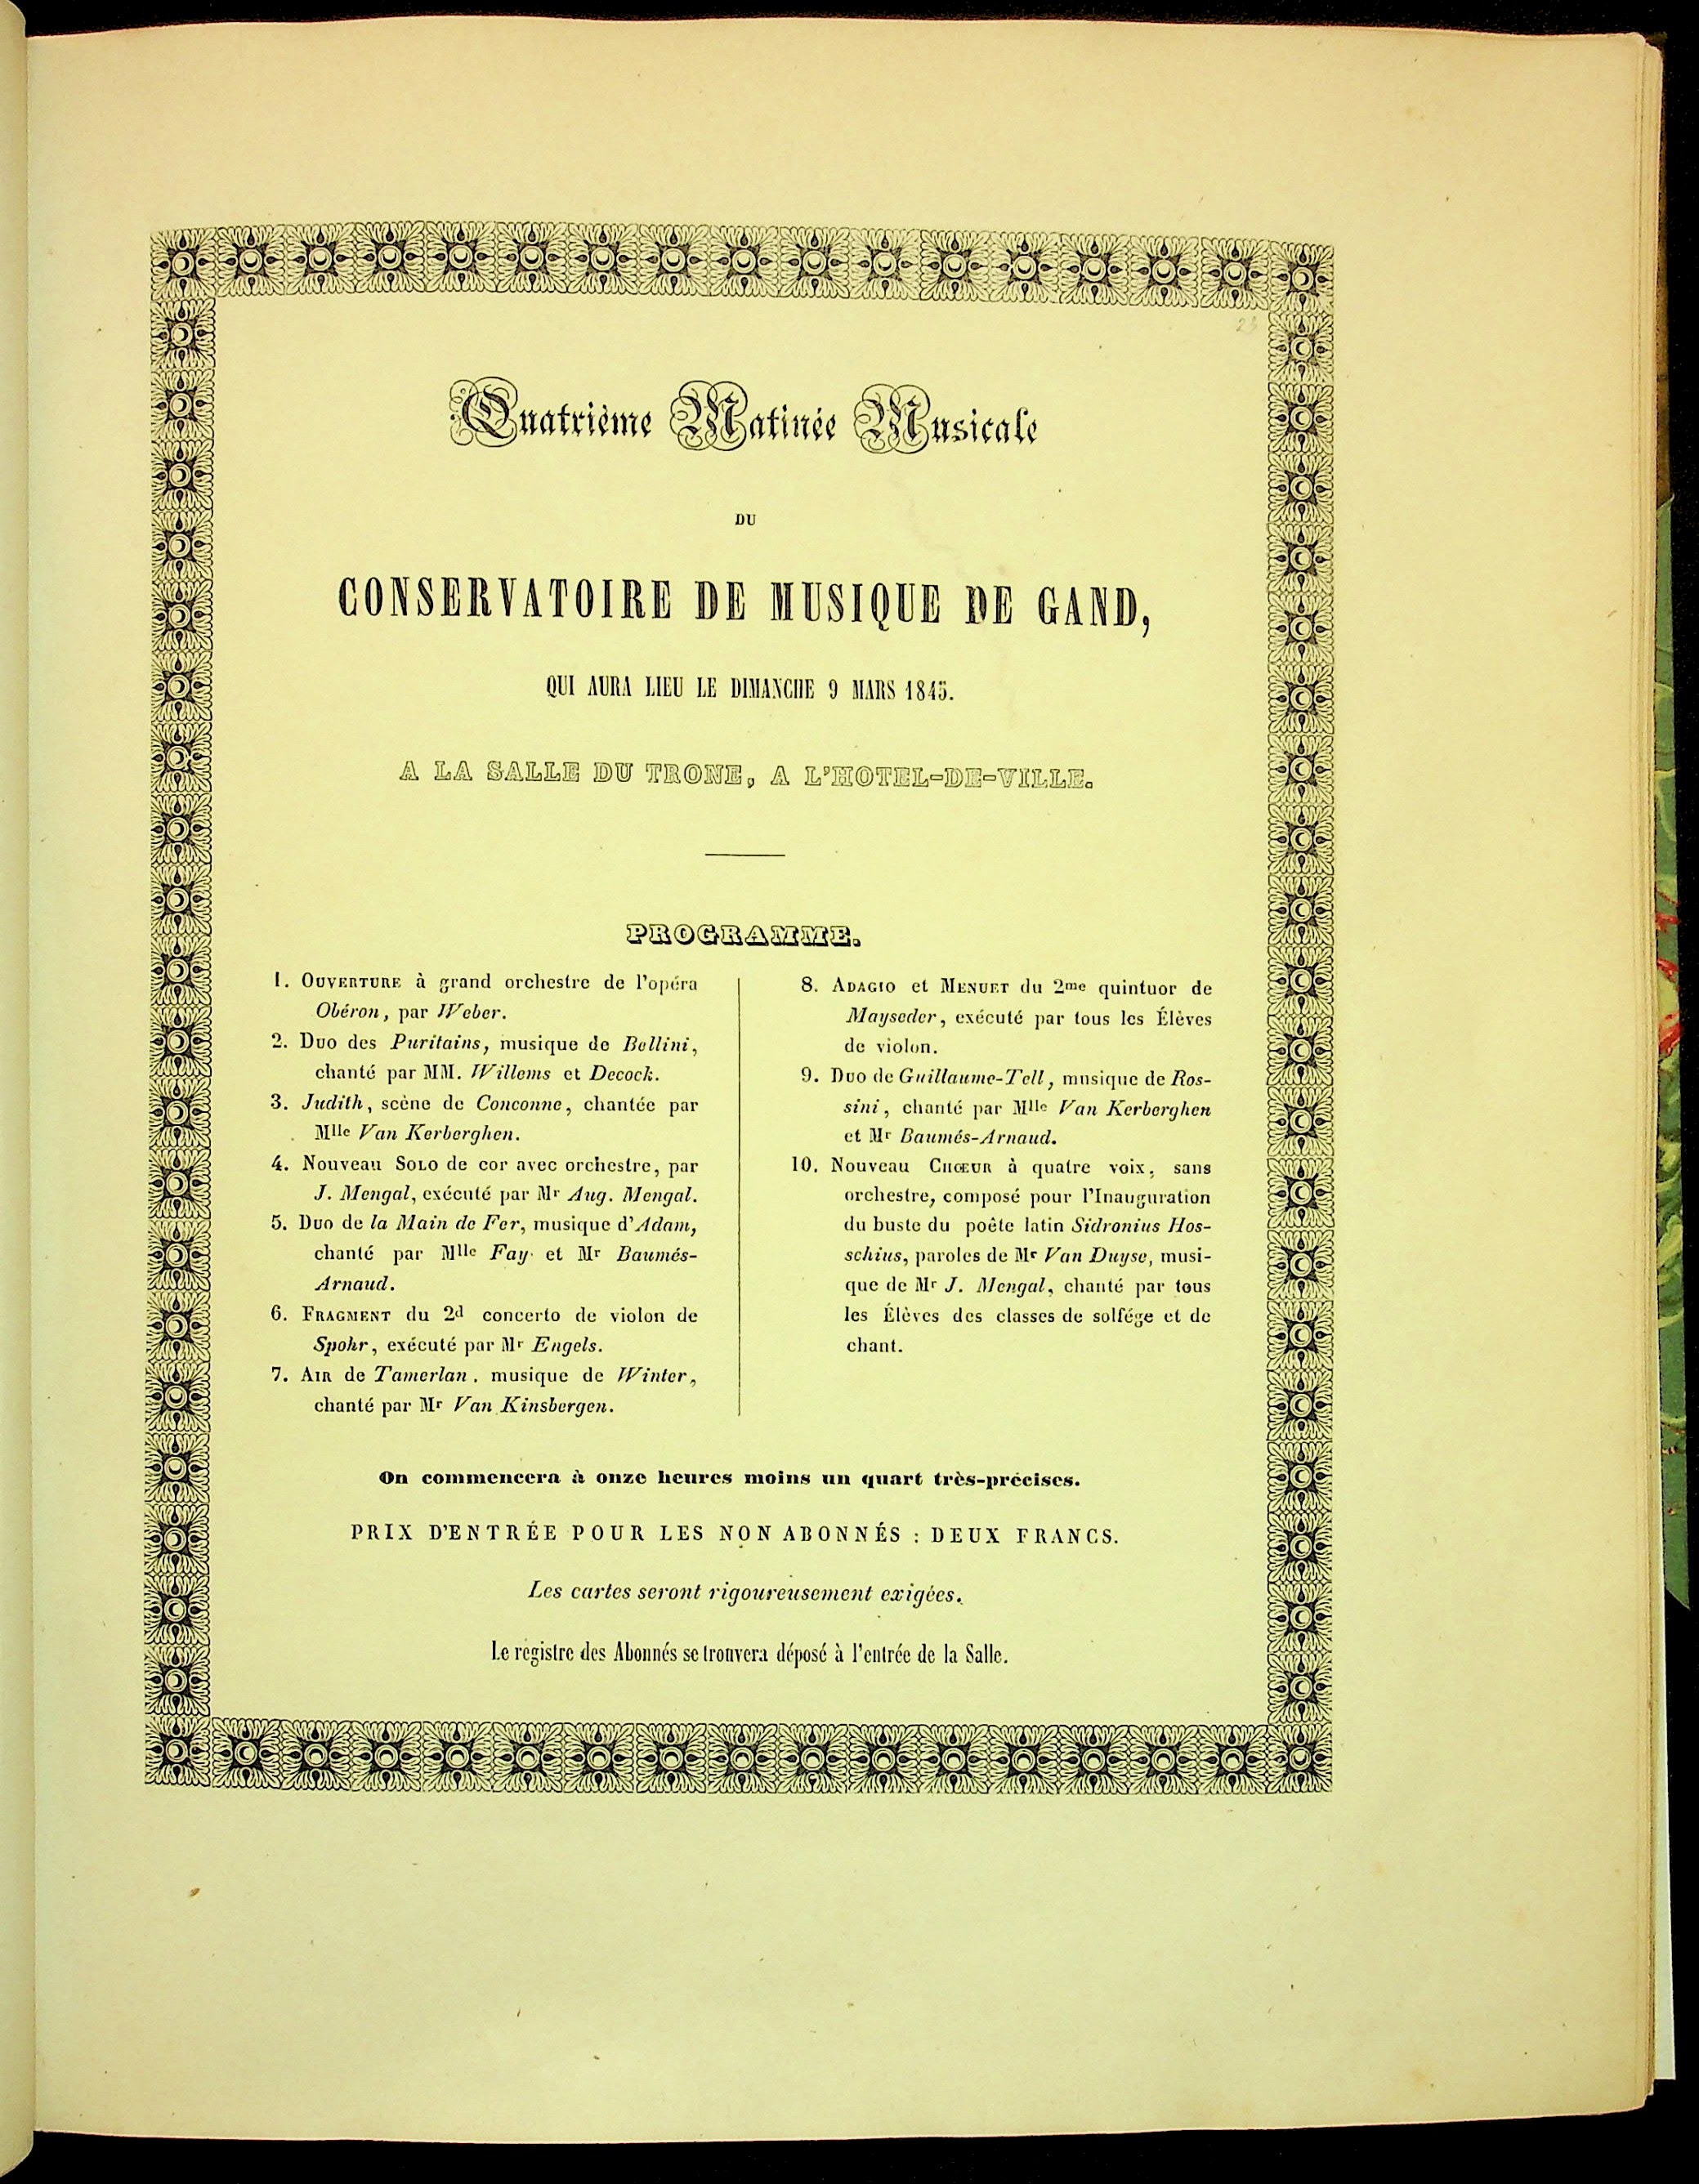 23
Quatrième Matinée Musicale
DU
CONSERVATOIRE DE MUSIQUE DE GAND,
QUI AURA LIEU LE DIMANCHE 9 MARS 1845.
A LA SALLE DU TRONE, A L'HOTEL-DE-VILLE.
PROGRAMME.
1. OUVERTURE à grand orchestre de l'opéra
Obéron, par Weber.
2. Duo des Puritains, musique de Bellini,
chanté par MM. Willems et Decock.
3. Judith, scène de Conconne, chantée par
Mlle Van Kerberghen.
4. Nouveau SOLO de cor avec orchestre, par
J. Mengal, exécuté par Mr Aug. Mengal.
5. Duo de la Main de Fer, musique d'Adam,
chanté par Mlle Fay et Mr Baumés-
Arnaud.
6. FRAGMENT du 2d concerto de violon de
Spohr, exécuté par Mr Engels.
7. AIR de Tamerlan, musique de Winter,
chanté par Mr Van Kinsbergen.
8. ADAGIO et MENUET du 2me quintuor de
Mayseder, exécuté par tous les Élèves
de violon.
9. Duo de Guillaume-Tell, musique de Ros-
sini, chanté par Mlle Van Kerberghen
et Mr Baumés-Arnaud.
10. Nouveau CHŒUR à quatre voix, sans
orchestre, composé pour l'Inauguration
du buste du poête latin Sidronius Hos-
schius, paroles de Mr Van Duyse, musi-
que de Mr J. Mengal, chanté par tous
les Élèves des classes de solfége et de
chant.
On commencera à onze heures moins un quart très-précises.
PRIX D'ENTRÉE POUR LES NON ABONNÉS : DEUX FRANCS.
Les cartes seront rigoureusement exigées.
Le registre des Abonnés se trouvera déposé à l'entrée de la Salle.